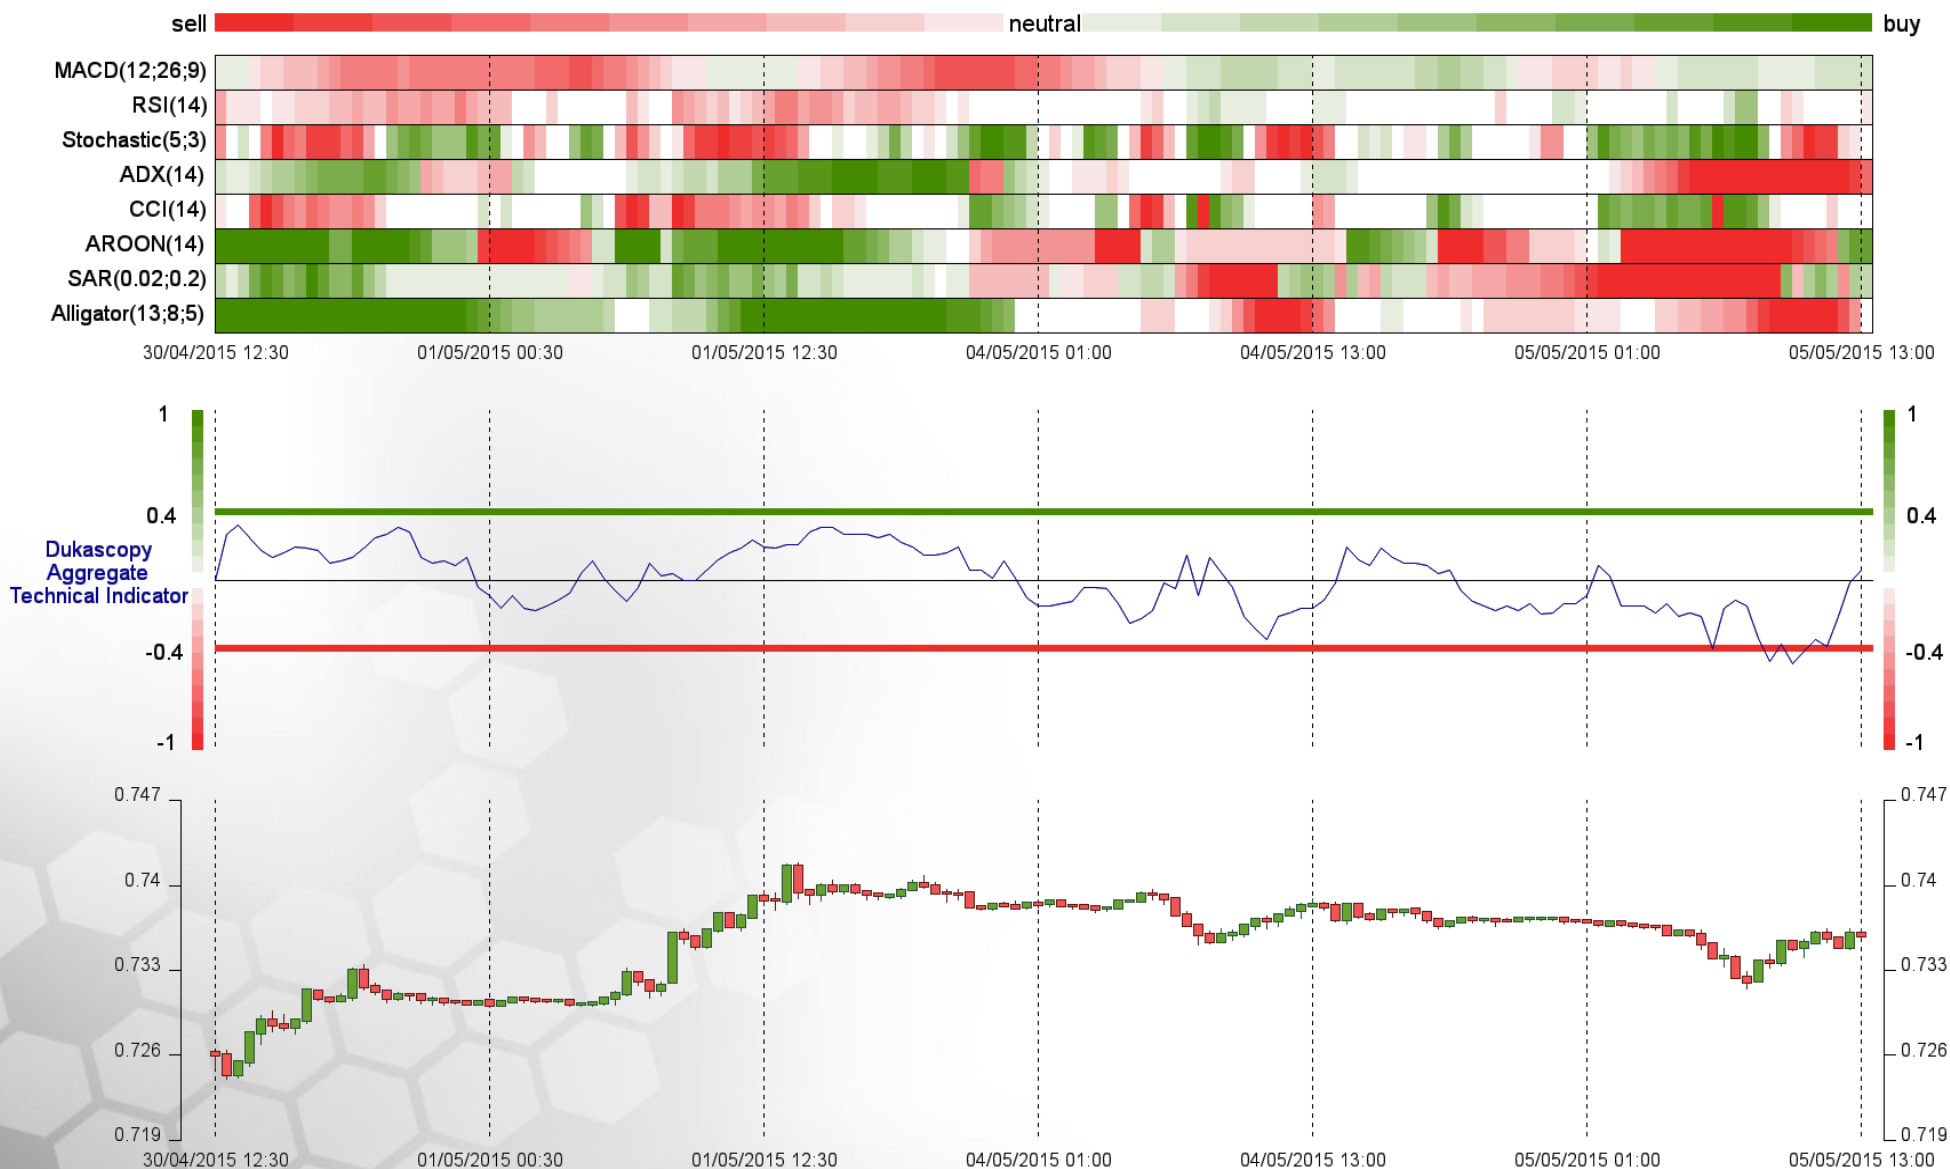 sell neutral buy
MACD(12;26;9)
RSI(14)
Stochastic(5;3)
ADX(14)
CCI(14)
AROON(14)
SAR(0.02;0.2)
Alligator(13;8;5)
30/04/2015 12:30 01/05/2015 00:30 01/05/2015 12:30 04/05/2015 01:00 04/05/2015 13:00 05/05/2015 01:00 05/05/2015 13:00
1 1
0.4 0.4
Dukascopy
Aggregate
Technical Indicator
-0.4 -0.4
-1 -1
0.747 0.747
0.74 0.74
0.733 0.733
0.726 0.726
0.719 0.719
30/04/2015 12:30 01/05/2015 00:30 01/05/2015 12:30 04/05/2015 01:00 04/05/2015 13:00 05/05/2015 01:00 05/05/2015 13:00